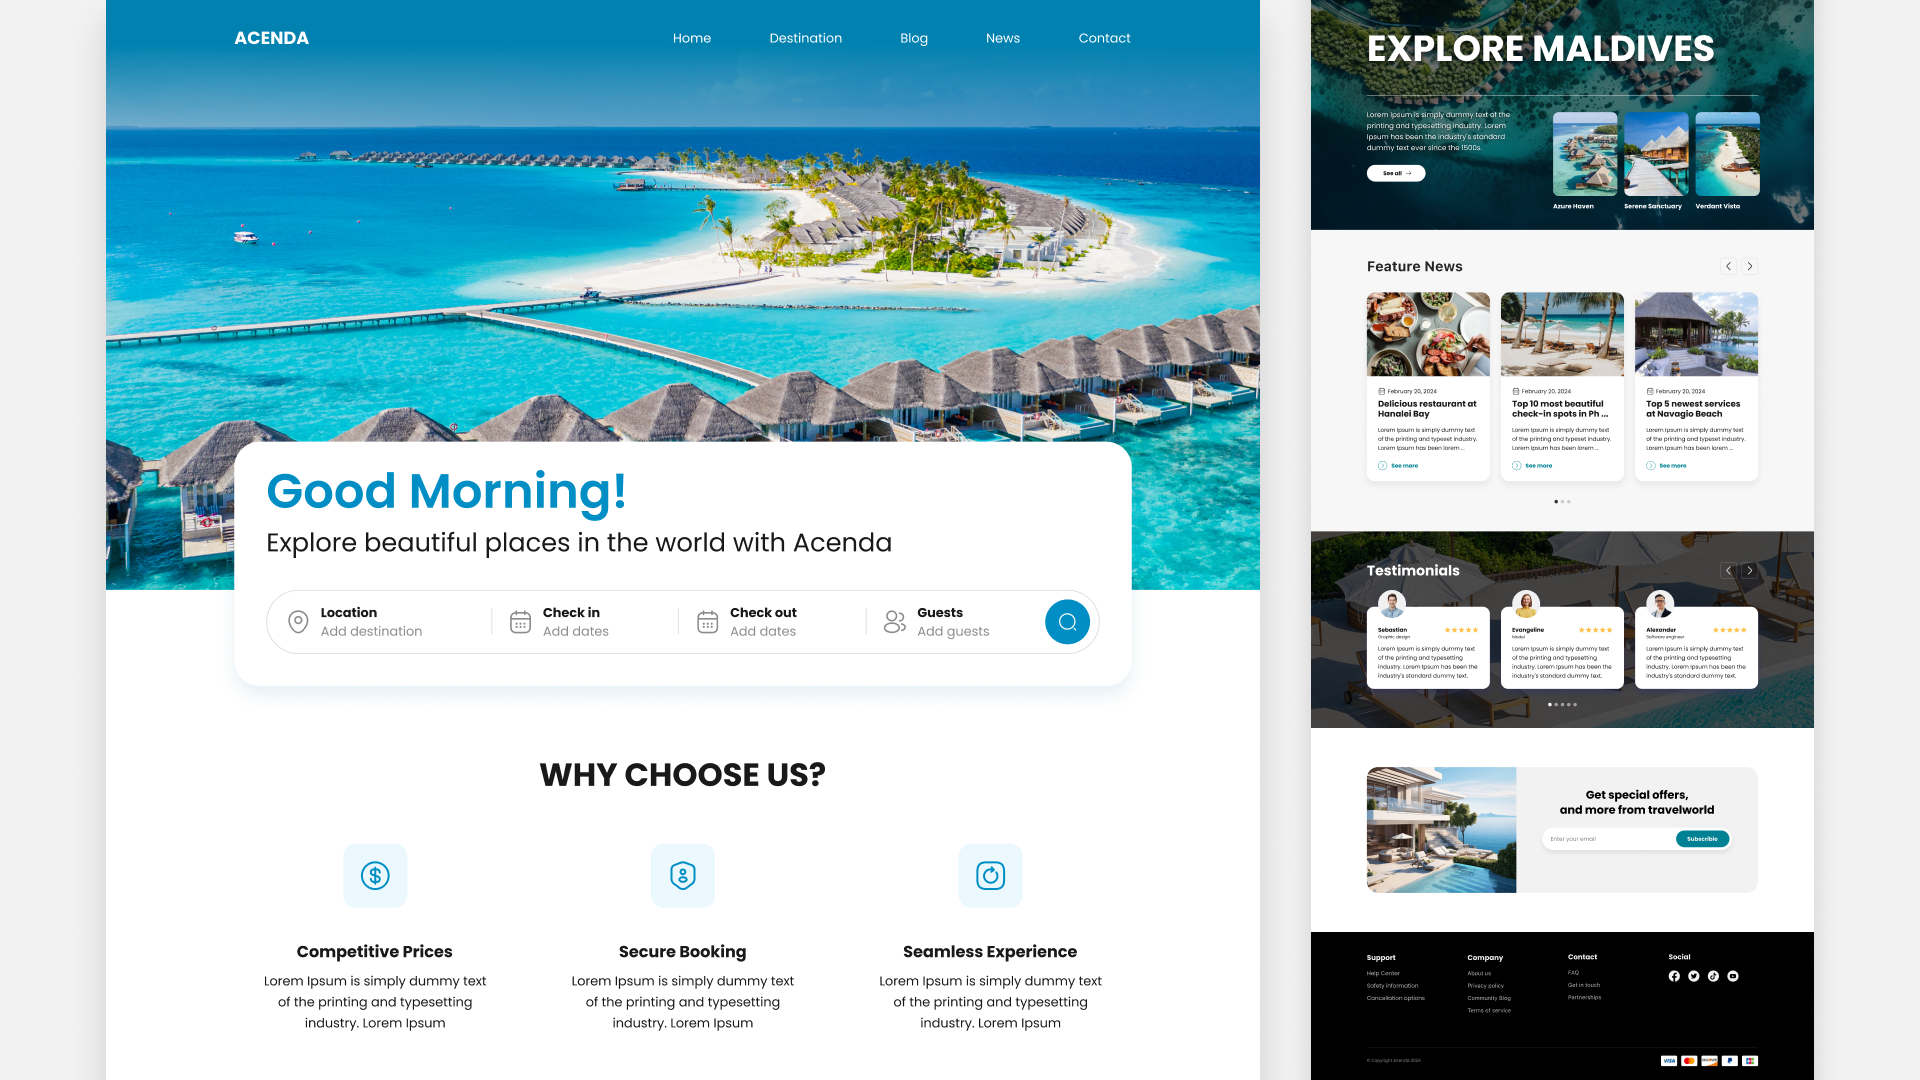 ACENDA
Home
Destination
Blog
News
Contact
Good Morning!
Explore beautiful places in the world with Acenda
Location
Add destination
Check in
Add dates
Check out
Add dates
Guests
Add guests
WHY CHOOSE US?
Competitive Prices
Lorem Ipsum is simply dummy text
of the printing and typesetting
industry. Lorem Ipsum
Secure Booking
Lorem Ipsum is simply dummy text
of the printing and typesetting
industry. Lorem Ipsum
Seamless Experience
Lorem Ipsum is simply dummy text
of the printing and typesetting
industry. Lorem Ipsum
EXPLORE MALDIVES
Lorem Ipsum is simply dummy text of the
printing and typesetting industry. Lorem
Ipsum has been the industry's standard
dummy text ever since the 1500s.
See all
Azure Haven
Serene Sanctuary
Verdant Vista
Feature News
February 20, 2024
Delicious restaurant at
Hanalei Bay
Lorem Ipsum is simply dummy text
of the printing and typeset industry.
Lorem Ipsum has been lorem ...
See more
February 20, 2024
Top 10 most beautiful
check-in spots in Ph ...
Lorem Ipsum is simply dummy text
of the printing and typeset industry.
Lorem Ipsum has been lorem ...
See more
February 20, 2024
Top 5 newest services
at Navagio Beach
Lorem Ipsum is simply dummy text
of the printing and typeset industry.
Lorem Ipsum has been lorem ...
See more
Testimonials
Sebastian
Graphic design
Lorem Ipsum is simply dummy text
of the printing and typesetting
industry. Lorem Ipsum has been the
industry's standard dummy text.
Evangeline
Model
Lorem Ipsum is simply dummy text
of the printing and typesetting
industry. Lorem Ipsum has been the
industry's standard dummy text.
Alexander
Software engineer
Lorem Ipsum is simply dummy text
of the printing and typesetting
industry. Lorem Ipsum has been the
industry's standard dummy text.
Get special offers,
and more from travelworld
Enter your email
Subscrible
Support
Help Center
Safety information
Cancellation options
Company
About us
Privacy policy
Community Blog
Terms of service
Contact
FAQ
Get in touch
Partnerships
Social
© Copyright Acenda 2024
VISA
DISCOVER
JCB